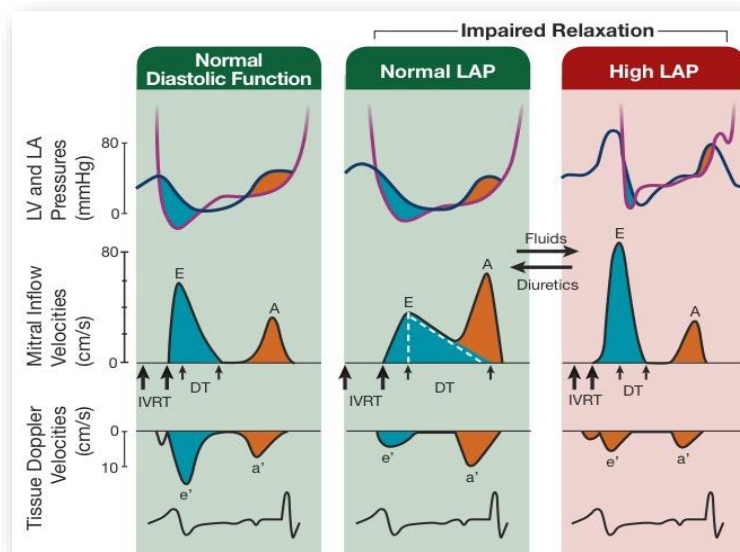 Impaired Relaxation
Normal
Diastolic Function
Normal LAP
High LAP
LV and LA
Pressures
(mmHg)
80
0
Mitral Inflow
Velocities
(cm/s)
80
0
E
A
IVRT
DT
E
A
IVRT
DT
Fluids
Diuretics
E
A
IVRT
DT
Tissue Doppler
Velocities
(cm/s)
0
10
e'
a'
e'
a'
e'
a'